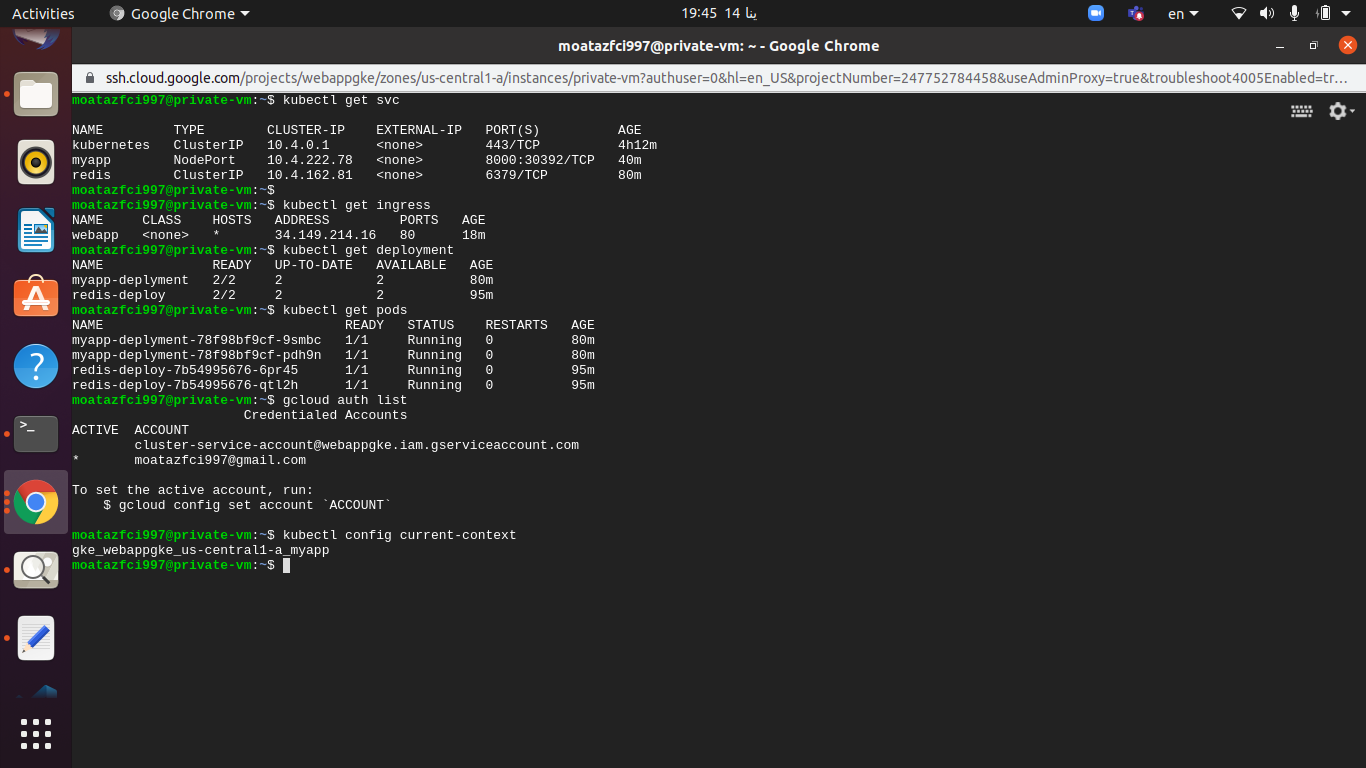 Activities Google Chrome 19:45 14 ينا en
moatazfci997@private-vm: ~ - Google Chrome
ssh.cloud.google.com/projects/webappgke/zones/us-central1-a/instances/private-vm?authuser=0&hl=en_US&projectNumber=247752784458&useAdminProxy=true&troubleshoot4005Enabled=tr...
moatazfci997@private-vm:~$ kubectl get svc
NAME TYPE CLUSTER-IP EXTERNAL-IP PORT(S) AGE
kubernetes ClusterIP 10.4.0.1 <none> 443/TCP 4h12m
myapp NodePort 10.4.222.78 <none> 8000:30392/TCP 40m
redis ClusterIP 10.4.162.81 <none> 6379/TCP 80m
moatazfci997@private-vm:~$
moatazfci997@private-vm:~$ kubectl get ingress
NAME CLASS HOSTS ADDRESS PORTS AGE
webapp <none> * 34.149.214.16 80 18m
moatazfci997@private-vm:~$ kubectl get deployment
NAME READY UP-TO-DATE AVAILABLE AGE
myapp-deplyment 2/2 2 2 80m
redis-deploy 2/2 2 2 95m
moatazfci997@private-vm:~$ kubectl get pods
NAME READY STATUS RESTARTS AGE
myapp-deplyment-78f98bf9cf-9smbc 1/1 Running 0 80m
myapp-deplyment-78f98bf9cf-pdh9n 1/1 Running 0 80m
redis-deploy-7b54995676-6pr45 1/1 Running 0 95m
redis-deploy-7b54995676-qtl2h 1/1 Running 0 95m
moatazfci997@private-vm:~$ gcloud auth list
Credentialed Accounts
ACTIVE ACCOUNT
cluster-service-account@webappgke.iam.gserviceaccount.com
* moatazfci997@gmail.com
To set the active account, run:
$ gcloud config set account `ACCOUNT`
moatazfci997@private-vm:~$ kubectl config current-context
gke_webappgke_us-central1-a_myapp
moatazfci997@private-vm:~$